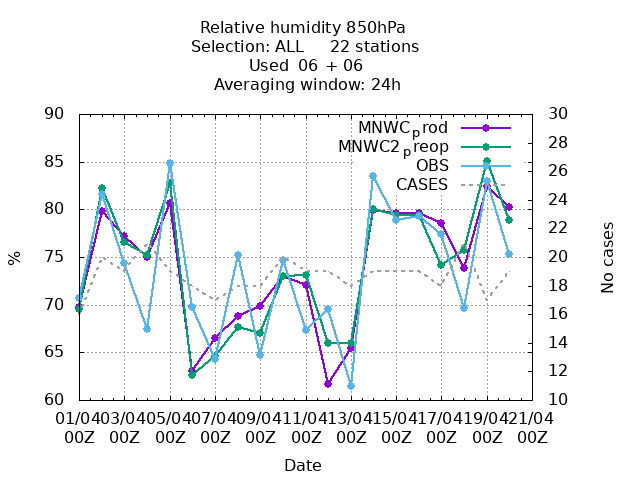 Relative humidity 850hPa
Selection: ALL 22 stations
Used 06 + 06
Averaging window: 24h
90 30
MNWCprod
28
MNWC2preop
85 26
OBS
CASES
24
80
22
75 20
% No cases
18
70
16
65 14
12
60 10
01/04 03/04 05/04 07/04 09/04 11/04 13/04 15/04 17/04 19/04 21/04
00Z 00Z 00Z 00Z 00Z 00Z 00Z 00Z 00Z 00Z 00Z
Date